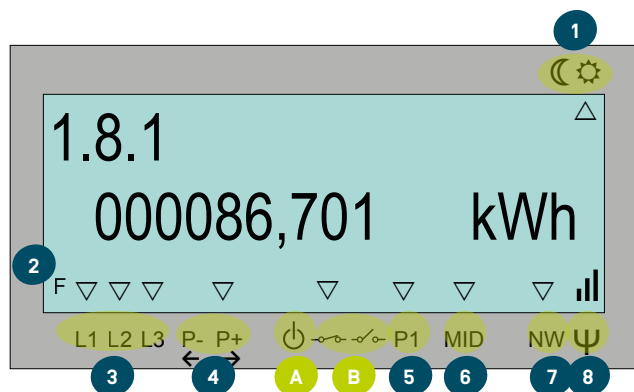 1
1.8.1
000086,701 kWh
2
F
L1 L2 L3 P- P+ P1 MID NW Ψ
3 4 A B 5 6 7 8